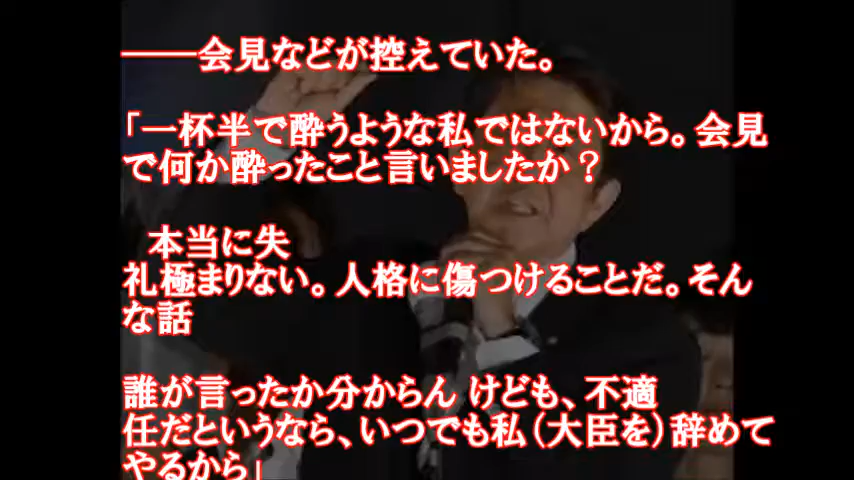 ――会見などが控えていた。
「一杯半で酔うような私ではないから。会見
で何か酔ったこと言いましたか？
本当に失
礼極まりない。人格に傷つけることだ。そん
な話
誰が言ったか分からん けども、不適
任だというなら、いつでも私（大臣を）辞めて
やるから」